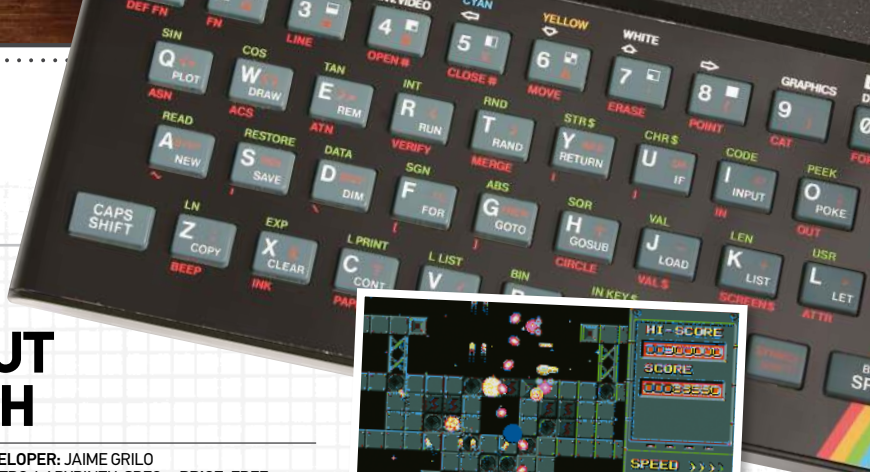 DEF FN FN LINE OPEN # CLOSE # MOVE ERASE POINT CAT
3 4 5 6 7 8 9
CYAN YELLOW WHITE GRAPHICS
SIN COS TAN INT RND STR $ CHR $ CODE PEEK
Q PLOT
W DRAW
E REM
R RUN
T RAND
Y RETURN
U IF
I INPUT
O POKE
ASN ACS ATN VERIFY MERGE [ ] IN OUT
READ RESTORE DATA SGN ABS SQR VAL LEN USR
A NEW
S SAVE
D DIM
F FOR
G GOTO
H GOSUB
J LOAD
K LIST
L LET
~ | \ { } CIRCLE VAL $ SCREEN $ ATTR
LN EXP L PRINT L LIST BIN IN KEY $
CAPS SHIFT
Z COPY
X CLEAR
C CONT
V
BEEP INK
HI-SCORE
SCORE
SPEED >>>>
UT
H
ELOPER: JAIME GRILO